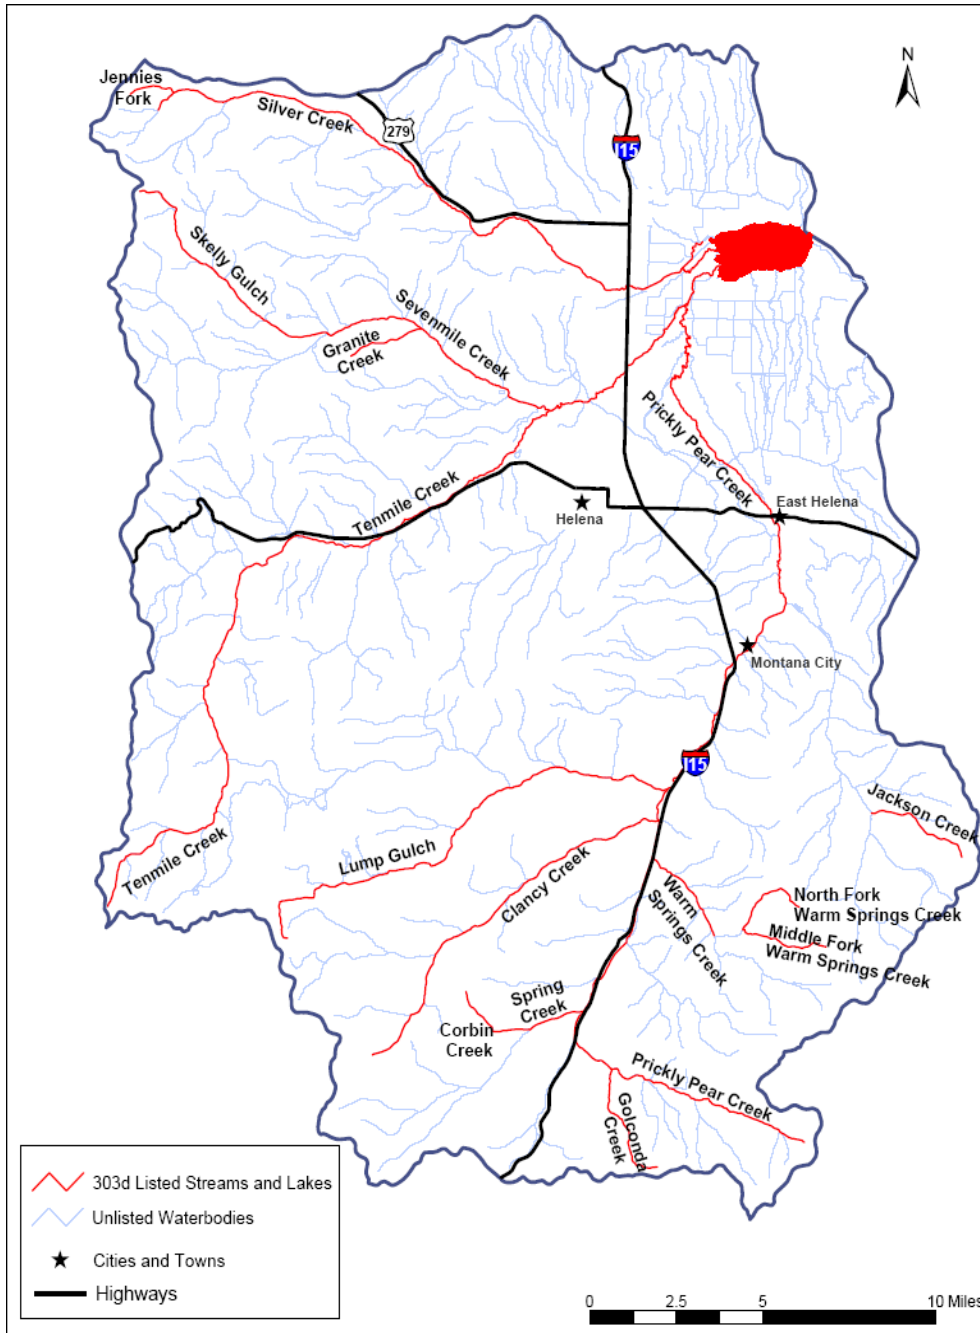 N
Jennies
Fork
Silver Creek
279
I15
Skelly Gulch
Sevenmile Creek
Granite
Creek
Prickly Pear Creek
Tenmile Creek
East Helena
Helena
Montana City
I15
Jackson Creek
Lump Gulch
Tenmile Creek
Clancy Creek
Warm
Springs Creek
North Fork
Warm Springs Creek
Middle Fork
Warm Springs Creek
Spring
Creek
Corbin
Creek
Prickly Pear Creek
Golconda
Creek
303d Listed Streams and Lakes
Unlisted Waterbodies
Cities and Towns
Highways
0 2.5 5 10 Miles